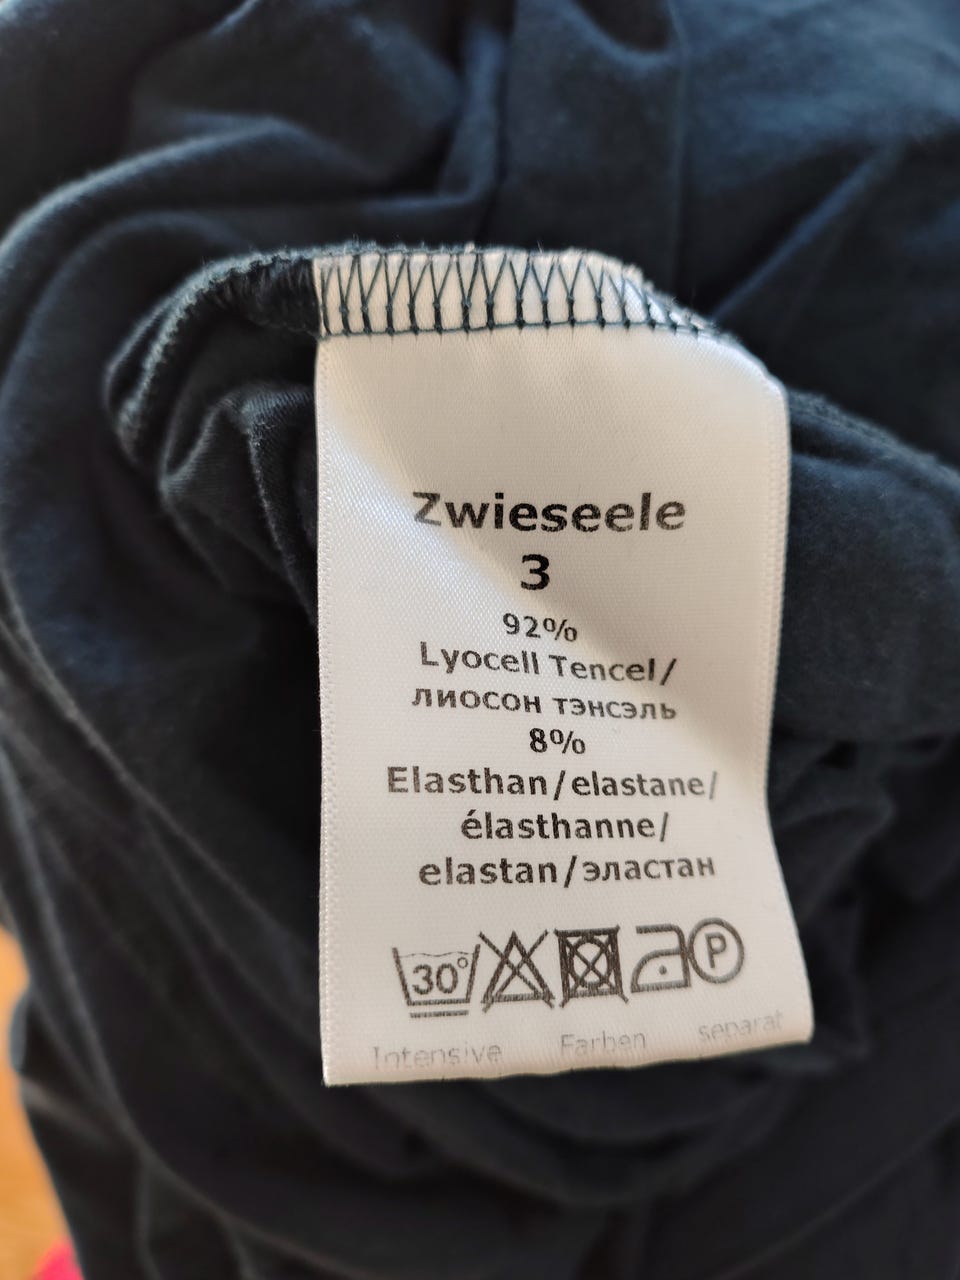 Zwieseele
3
92%
Lyocell Tencel/
лиосон тэнсэль
8%
Elasthan/elastane/
élasthanne/
elastan/эластан
30°
P
Intensive Farben separat